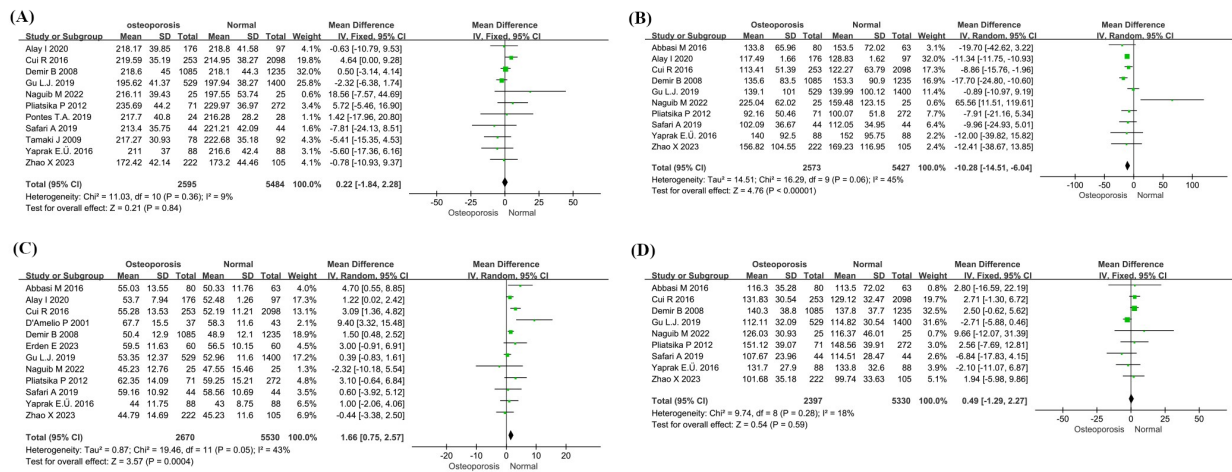 (A)
osteoporosis Normal Mean Difference Mean Difference
Study or Subgroup Mean SD Total Mean SD Total Weight IV, Fixed, 95% CI IV, Fixed, 95% CI
Alay I 2020 218.17 39.85 176 218.8 41.58 97 4.1% -0.63 [-10.79, 9.53]
Cui R 2016 219.59 35.19 253 214.95 38.27 2098 19.7% 4.64 [0.00, 9.28]
Demir B 2008 218.6 45 1085 218.1 44.3 1235 32.1% 0.50 [-3.14, 4.14]
Gu L.J. 2019 195.62 41.37 529 197.94 38.27 1400 25.8% -2.32 [-6.38, 1.74]
Naguib M 2022 216.11 39.43 25 197.55 53.74 25 0.6% 18.56 [-7.57, 44.69]
Pliatsika P 2012 235.69 44.2 71 229.97 36.97 272 3.4% 5.72 [-5.46, 16.90]
Pontes T.A. 2019 217.7 40.8 24 216.28 28.2 28 1.1% 1.42 [-17.96, 20.80]
Safari A 2019 213.4 35.75 44 221.21 42.09 44 1.6% -7.81 [-24.13, 8.51]
Tamaki J 2009 217.27 30.93 78 222.68 35.18 92 4.3% -5.41 [-15.35, 4.53]
Yaprak E.Ü. 2016 211 37 88 216.6 42.4 88 3.1% -5.60 [-17.36, 6.16]
Zhao X 2023 172.42 42.14 222 173.2 44.46 105 4.1% -0.78 [-10.93, 9.37]
Total (95% CI) 2595 5484 100.0% 0.22 [-1.84, 2.28]
Heterogeneity: Chi² = 11.03, df = 10 (P = 0.36); I² = 9%
Test for overall effect: Z = 0.21 (P = 0.84)
-50 -25 0 25 50
Osteoporosis Normal
(B)
Osteoporosis Normal Mean Difference Mean Difference
Study or Subgroup Mean SD Total Mean SD Total Weight IV, Random, 95% CI IV, Random, 95% CI
Abbasi M 2016 133.8 65.96 80 153.5 72.02 63 3.1% -19.70 [-42.62, 3.22]
Alay I 2020 117.49 1.66 176 128.83 1.62 97 32.1% -11.34 [-11.75, -10.93]
Cui R 2016 113.41 51.39 253 122.27 63.79 2098 17.3% -8.86 [-15.76, -1.96]
Demir B 2008 135.6 83.5 1085 153.3 90.9 1235 16.9% -17.70 [-24.80, -10.60]
Gu L.J. 2019 139.1 101 529 139.99 100.12 1400 11.4% -0.89 [-10.97, 9.19]
Naguib M 2022 225.04 62.02 25 159.48 123.15 25 0.6% 65.56 [11.51, 119.61]
Pliatsika P 2012 92.16 50.46 71 100.07 51.8 272 7.7% -7.91 [-21.16, 5.34]
Safari A 2019 102.09 36.67 44 112.05 34.95 44 6.4% -9.96 [-24.93, 5.01]
Yaprak E.Ü. 2016 140 92.5 88 152 95.75 88 2.2% -12.00 [-39.82, 15.82]
Zhao X 2023 156.82 104.55 222 169.23 116.95 105 2.4% -12.41 [-38.67, 13.85]
Total (95% CI) 2573 5427 100.0% -10.28 [-14.51, -6.04]
Heterogeneity: Tau² = 14.51; Chi² = 16.29, df = 9 (P = 0.06); I² = 45%
Test for overall effect: Z = 4.76 (P < 0.00001)
-100 -50 0 50 100
Osteoporosis Normal
(C)
Osteoporosis Normal Mean Difference Mean Difference
Study or Subgroup Mean SD Total Mean SD Total Weight IV, Random, 95% CI IV, Random, 95% CI
Abbasi M 2016 55.03 13.55 80 50.33 11.76 63 4.0% 4.70 [0.55, 8.85]
Alay I 2020 53.7 7.94 176 52.48 1.26 97 17.3% 1.22 [0.02, 2.42]
Cui R 2016 55.28 13.53 253 52.19 11.21 2098 13.1% 3.09 [1.36, 4.82]
D'Amelio P 2001 67.7 15.5 37 58.3 11.6 43 2.1% 9.40 [3.32, 15.48]
Demir B 2008 50.4 12.9 1085 48.9 12.1 1235 18.9% 1.50 [0.48, 2.52]
Erden E 2023 59.5 11.63 60 56.5 10.15 60 4.4% 3.00 [-0.91, 6.91]
Gu L.J. 2019 53.35 12.37 529 52.96 11.6 1400 17.1% 0.39 [-0.83, 1.61]
Naguib M 2022 45.23 12.76 25 47.55 15.46 25 1.3% -2.32 [-10.18, 5.54]
Pliatsika P 2012 62.35 14.09 71 59.25 15.21 272 4.8% 3.10 [-0.64, 6.84]
Safari A 2019 59.16 10.92 44 58.56 10.69 44 3.5% 0.60 [-3.92, 5.12]
Yaprak E.Ü. 2016 44 11.75 88 43 8.75 88 6.5% 1.00 [-2.06, 4.06]
Zhao X 2023 44.79 14.69 222 45.23 11.6 105 6.9% -0.44 [-3.38, 2.50]
Total (95% CI) 2670 5530 100.0% 1.66 [0.75, 2.57]
Heterogeneity: Tau² = 0.87; Chi² = 19.46, df = 11 (P = 0.05); I² = 43%
Test for overall effect: Z = 3.57 (P = 0.0004)
-20 -10 0 10 20
Osteoporosis Normal
(D)
Osteoporosis Normal Mean Difference Mean Difference
Study or Subgroup Mean SD Total Mean SD Total Weight IV, Fixed, 95% CI IV, Fixed, 95% CI
Abbasi M 2016 116.3 35.28 80 113.5 72.02 63 0.8% 2.80 [-16.59, 22.19]
Cui R 2016 131.83 30.54 253 129.12 32.47 2098 19.7% 2.71 [-1.30, 6.72]
Demir B 2008 140.3 38.8 1085 137.8 37.7 1235 32.5% 2.50 [-0.62, 5.62]
Gu L.J. 2019 112.11 32.09 529 114.82 30.54 1400 31.5% -2.71 [-5.88, 0.46]
Naguib M 2022 126.03 30.93 25 116.37 46.01 25 0.7% 9.66 [-12.07, 31.39]
Pliatsika P 2012 151.12 39.07 71 148.56 39.91 272 3.0% 2.56 [-7.69, 12.81]
Safari A 2019 107.67 23.96 44 114.51 28.47 44 2.6% -6.84 [-17.83, 4.15]
Yaprak E.Ü. 2016 131.7 27.9 88 133.8 32.6 88 3.9% -2.10 [-11.07, 6.87]
Zhao X 2023 101.68 35.18 222 99.74 33.63 105 5.1% 1.94 [-5.98, 9.86]
Total (95% CI) 2397 5330 100.0% 0.49 [-1.29, 2.27]
Heterogeneity: Chi² = 9.74, df = 8 (P = 0.28); I² = 18%
Test for overall effect: Z = 0.54 (P = 0.59)
-50 -25 0 25 50
Osteoporosis Normal